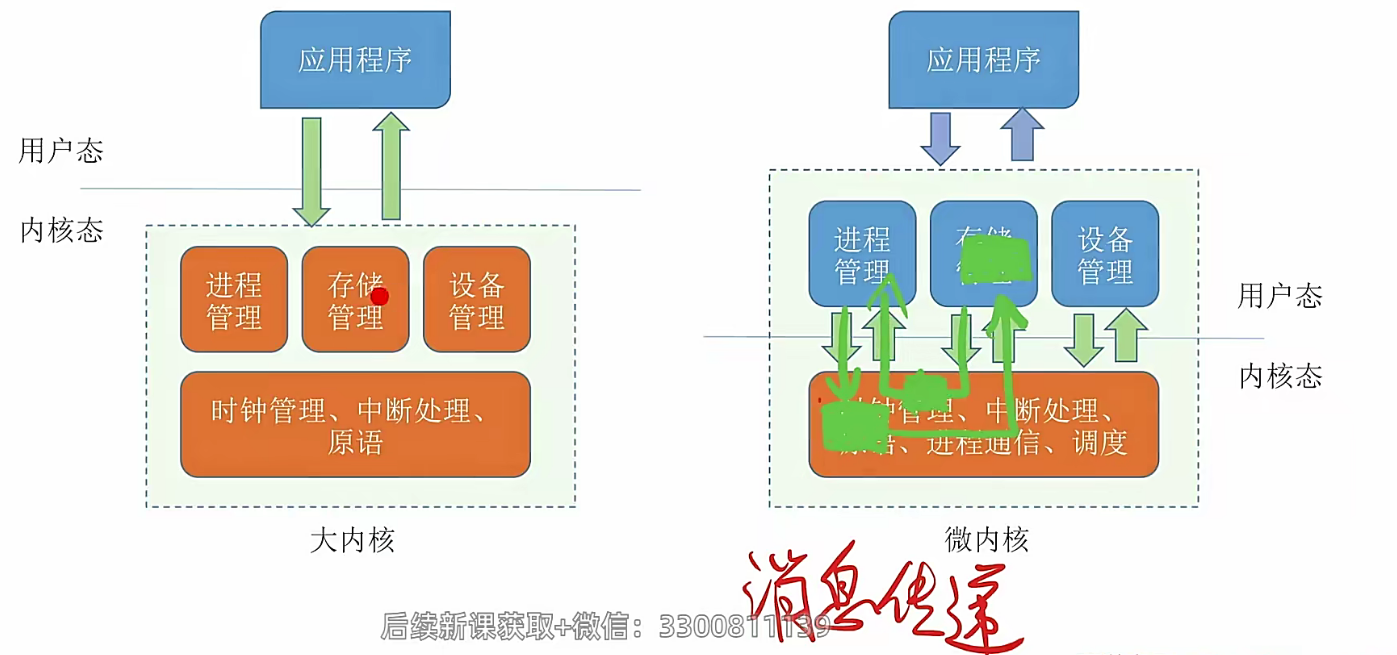 应用程序
应用程序
用户态
内核态
进程
管理
存储
管理
设备
管理
时钟管理、中断处理、
原语
大内核
进程
管理
存储
设备
管理
用户态
内核态
时钟管理、中断处理、
原语、进程通信、调度
微内核
消息传递
后续新课获取+微信：3300811139